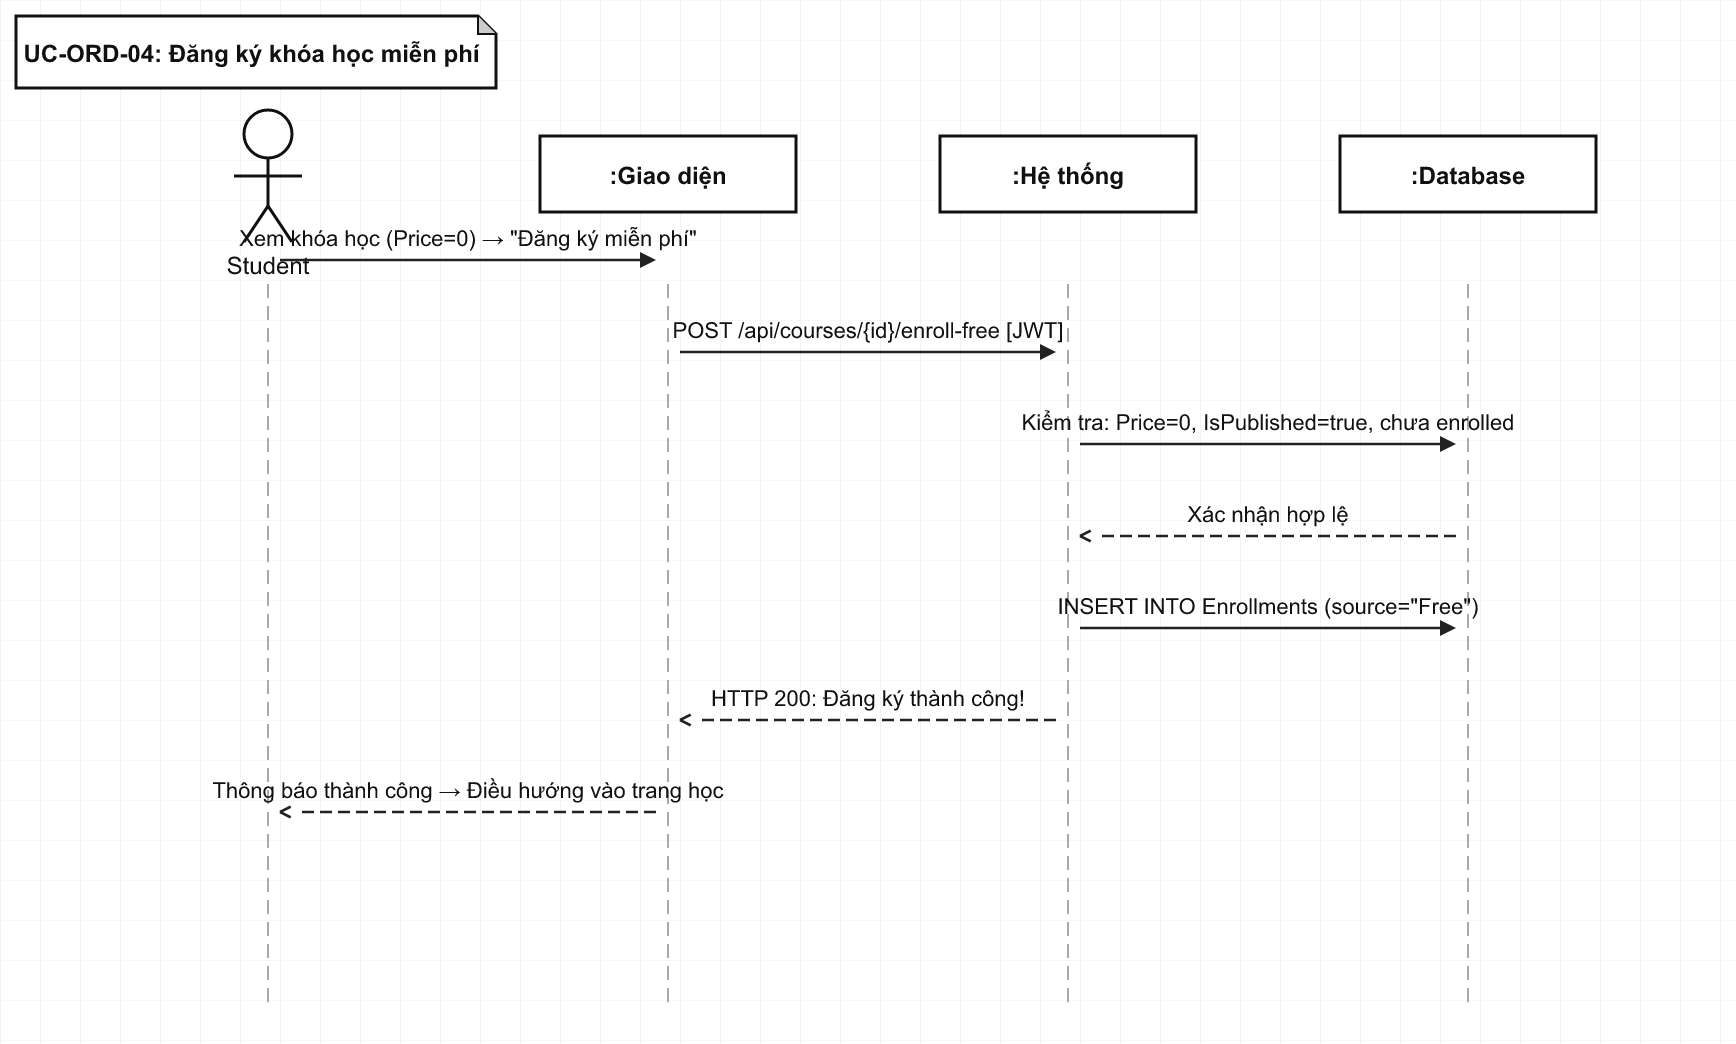 UC-ORD-04: Đăng ký khóa học miễn phí
:Giao diện
:Hệ thống
:Database
Xem khóa học (Price=0) → "Đăng ký miễn phí"
Student
POST /api/courses/{id}/enroll-free [JWT]
Kiểm tra: Price=0, IsPublished=true, chưa enrolled
Xác nhận hợp lệ
INSERT INTO Enrollments (source="Free")
HTTP 200: Đăng ký thành công!
Thông báo thành công → Điều hướng vào trang học